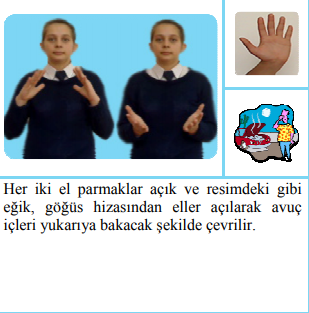 Her iki el parmaklar açık ve resimdeki gibi
eğik, göğüs hizasından eller açılarak avuç
içleri yukarıya bakacak şekilde çevrilir.